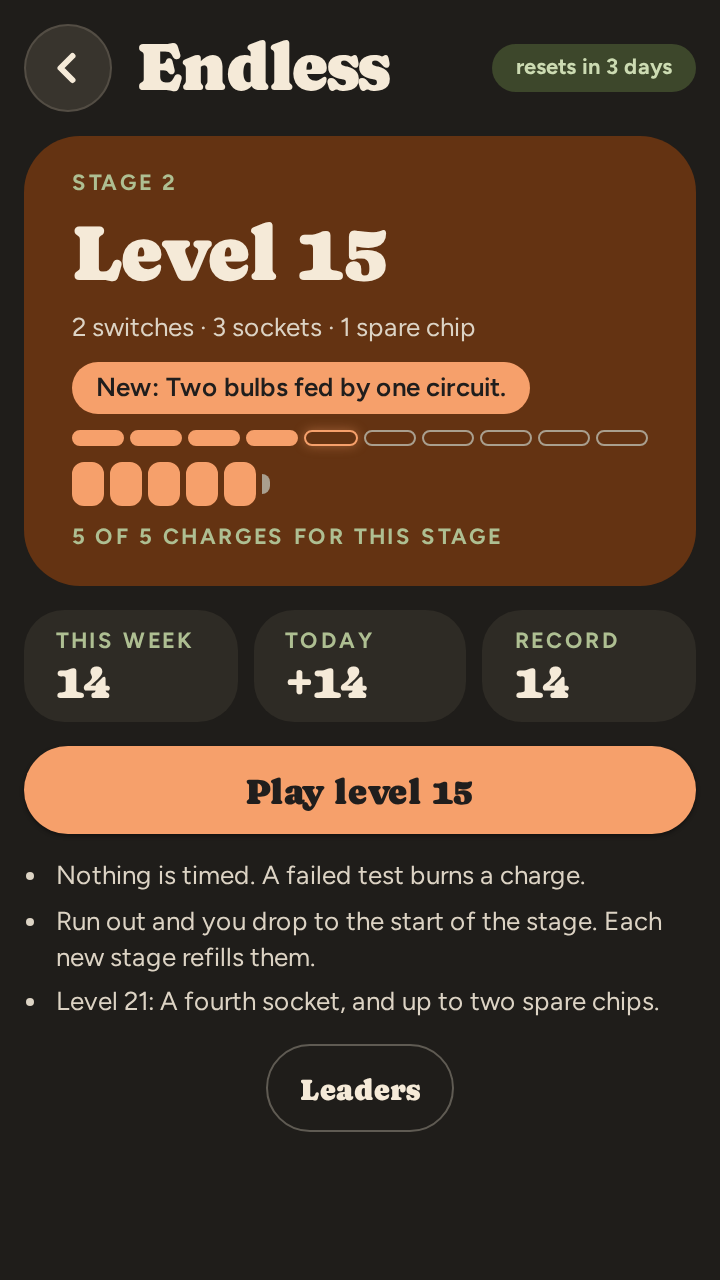 Endless
resets in 3 days
STAGE 2
Level 15
2 switches · 3 sockets · 1 spare chip
New: Two bulbs fed by one circuit.
5 OF 5 CHARGES FOR THIS STAGE
THIS WEEK
14
TODAY
+14
RECORD
14
Play level 15
• Nothing is timed. A failed test burns a charge.
• Run out and you drop to the start of the stage. Each
new stage refills them.
• Level 21: A fourth socket, and up to two spare chips.
Leaders